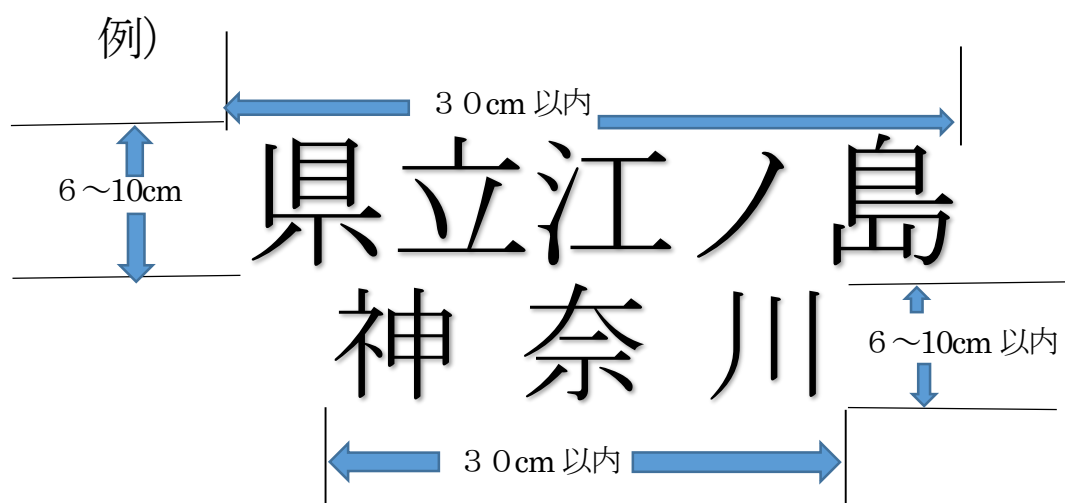 例)
３０cm 以内
６～10cm
県立江ノ島
神 奈 川
６～10cm 以内
３０cm 以内